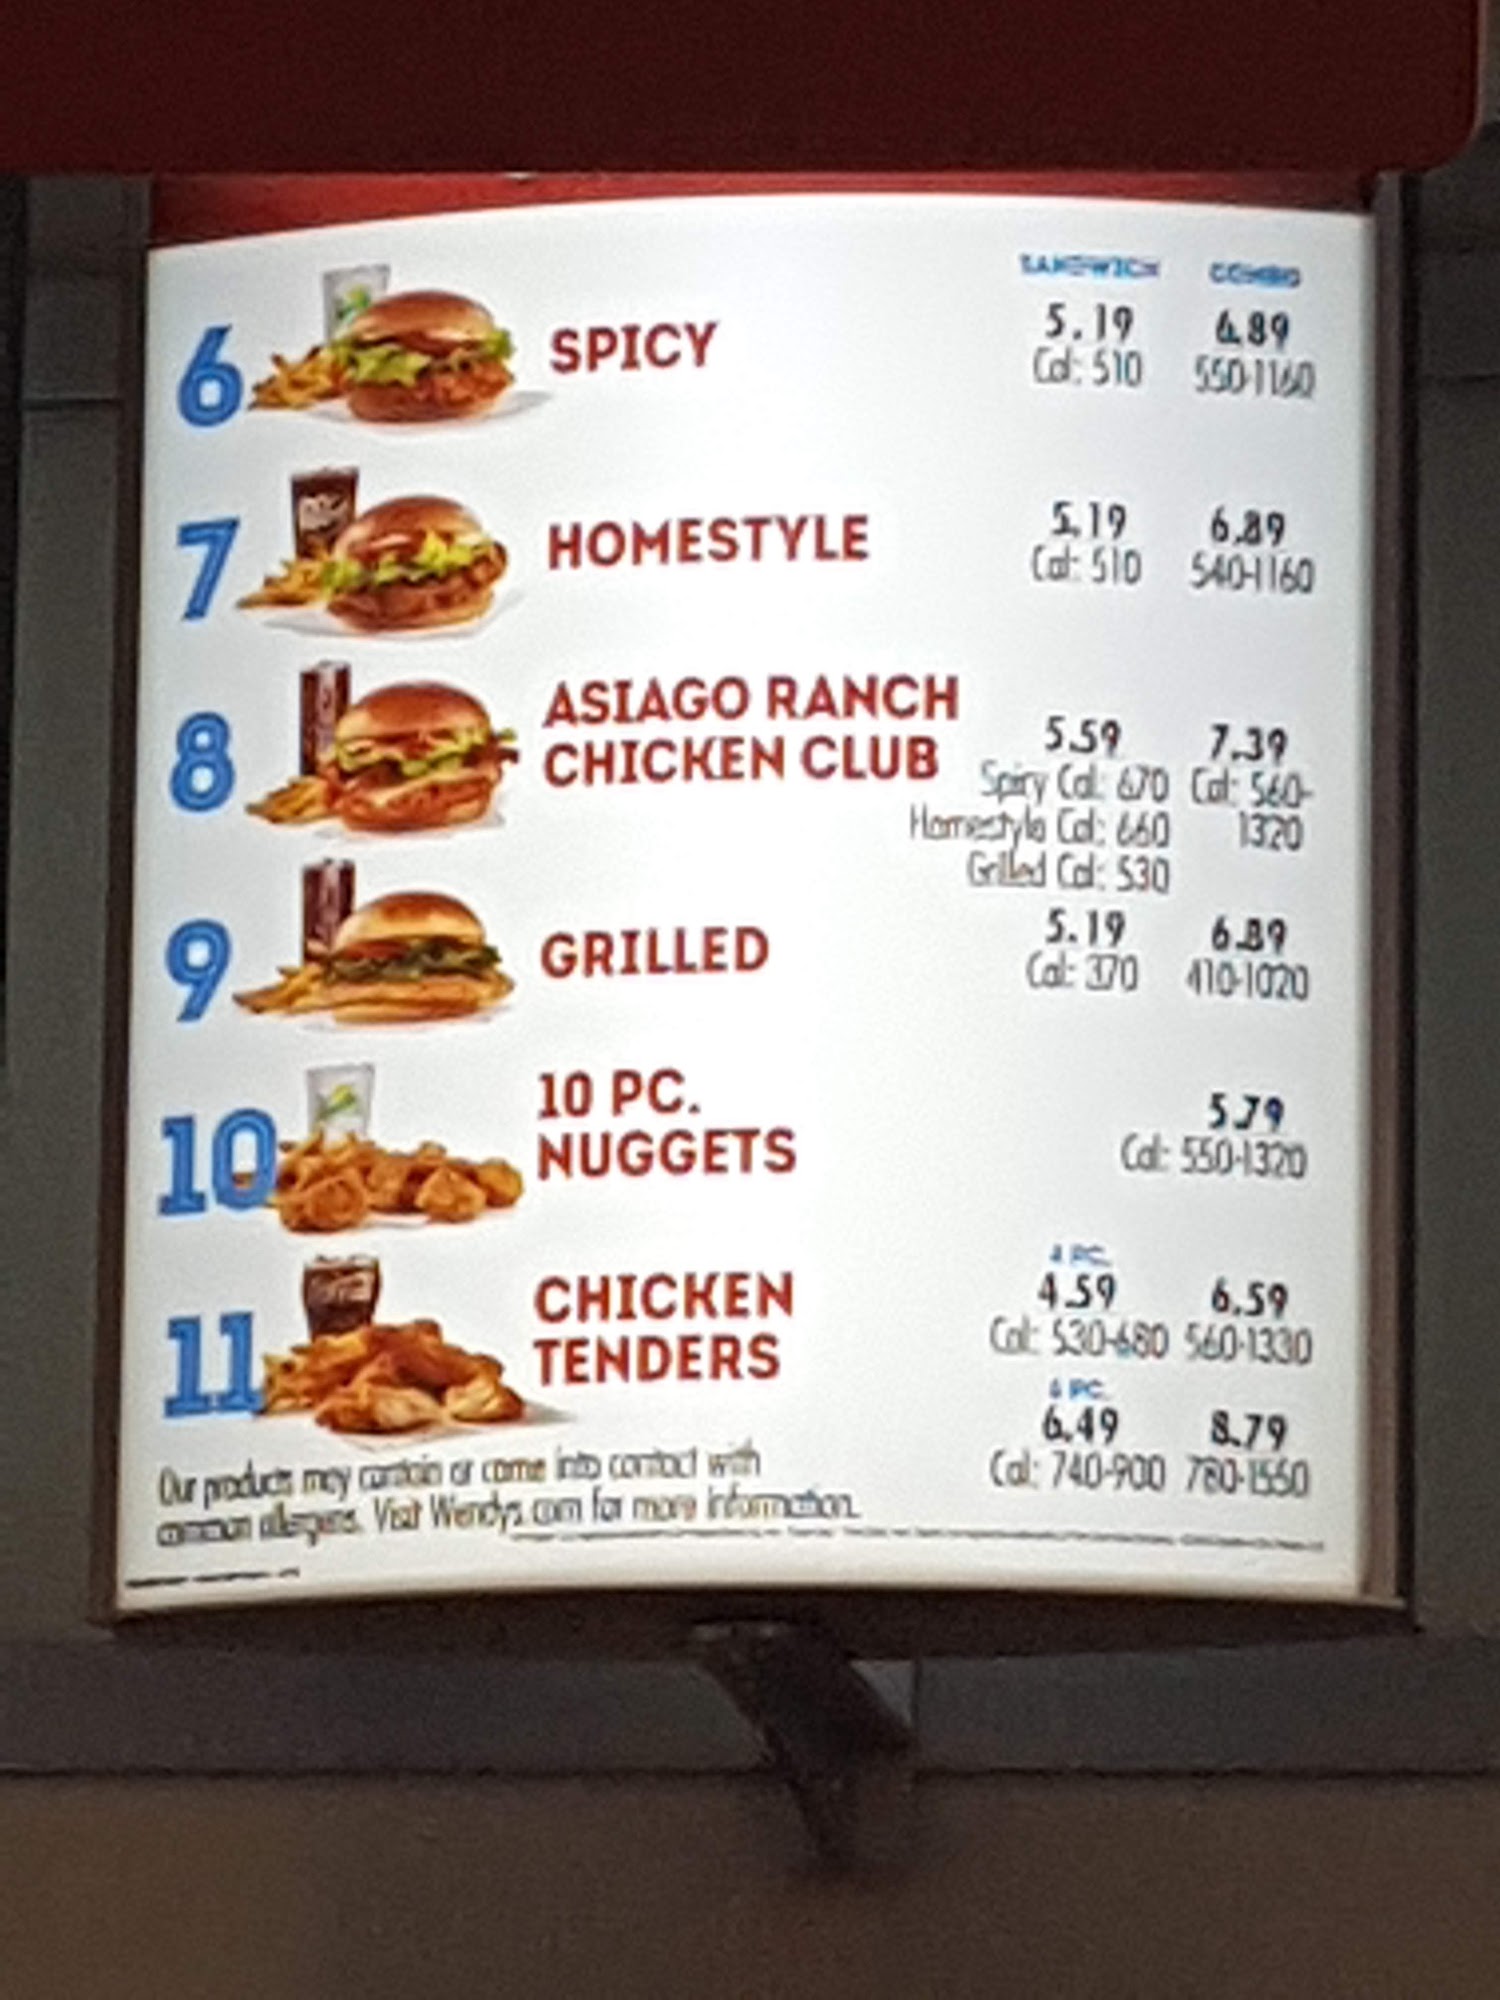 SANDWICH COMBO
6 SPICY 5.19 6.89
Cal: 510 550-1160
7 HOMESTYLE 5.19 6.89
Cal: 510 540-1160
8 ASIAGO RANCH
CHICKEN CLUB 5.59 7.39
Spicy Cal: 670 Cal: 560-
Homestyle Cal: 660 1320
Grilled Cal: 530
9 GRILLED 5.19 6.89
Cal: 370 410-1020
10 10 PC.
NUGGETS 5.79
Cal: 550-1320
11 CHICKEN
TENDERS
4 PC.
4.59 6.59
Cal: 530-680 560-1330
6 PC.
6.49 8.79
Cal: 740-900 780-1550
Our products may contain or come into contact with
common allergens. Visit Wendys.com for more information.